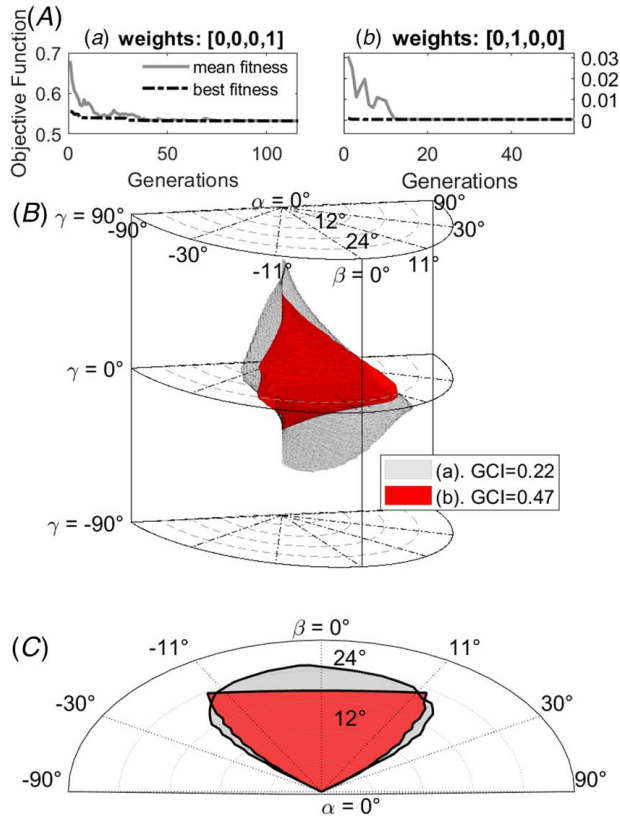 (A)
(a) weights: [0,0,0,1]
(b) weights: [0,1,0,0]
Objective Function
0.7
0.6
0.5
mean fitness
best fitness
0.03
0.02
0.01
0
0 50 100
0 20 40
Generations
Generations
(B)
α = 0°
90°
γ = 90°
-90°
12°
30°
-30°
24°
-11°
β = 0°
11°
γ = 0°
(a). GCI=0.22
(b). GCI=0.47
γ = -90°
(C)
β = 0°
-11°
24°
11°
-30°
12°
30°
-90°
90°
α = 0°